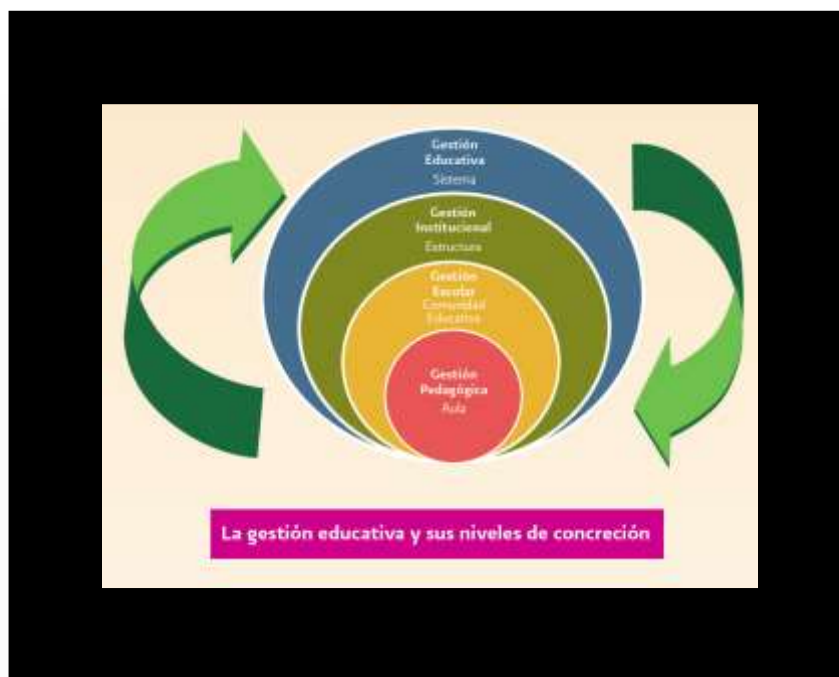 Gestión
Educativa
Sistema
Gestión
Institucional
Estructura
Gestión
Escolar
Comunidad
Educativa
Gestión
Pedagógica
Aula
La gestión educativa y sus niveles de concreción